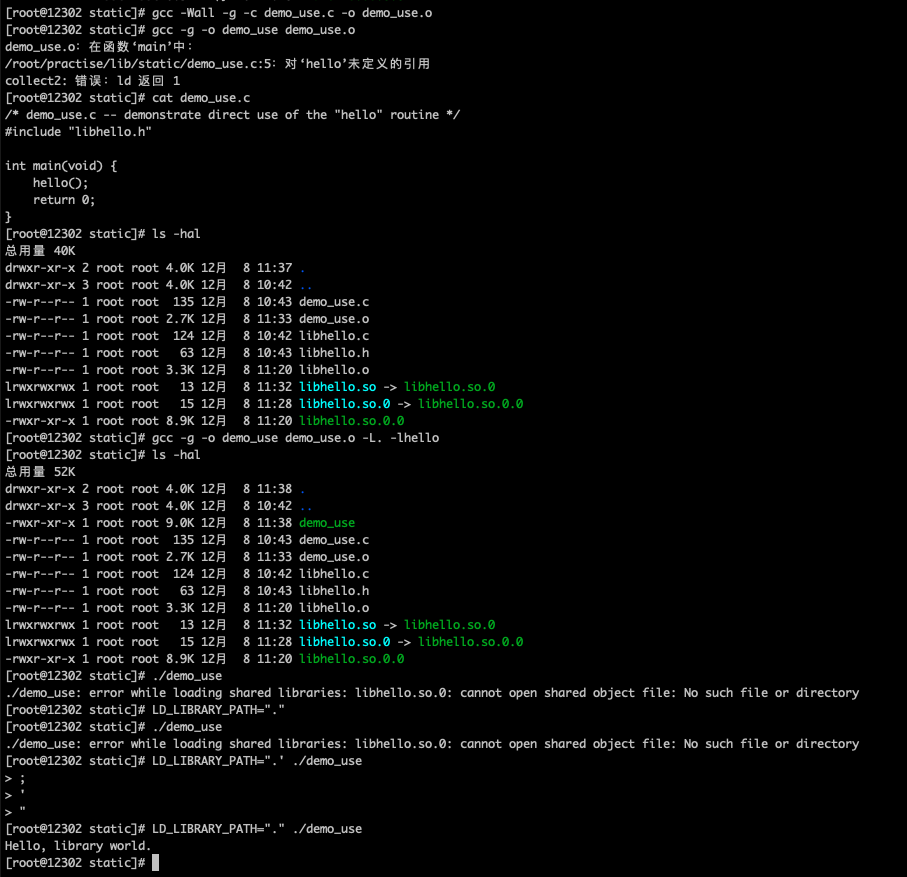 [root@12302 static]# gcc -Wall -g -c demo_use.c -o demo_use.o
[root@12302 static]# gcc -g -o demo_use demo_use.o
demo_use.o: 在函数‘main’中:
/root/practise/lib/static/demo_use.c:5: 对‘hello’未定义的引用
collect2: 错误: ld 返回 1
[root@12302 static]# cat demo_use.c
/* demo_use.c -- demonstrate direct use of the "hello" routine */
#include "libhello.h"

int main(void) {
    hello();
    return 0;
}
[root@12302 static]# ls -hal
总用量 40K
drwxr-xr-x 2 root root 4.0K 12月  8 11:37 .
drwxr-xr-x 3 root root 4.0K 12月  8 10:42 ..
-rw-r--r-- 1 root root  135 12月  8 10:43 demo_use.c
-rw-r--r-- 1 root root 2.7K 12月  8 11:33 demo_use.o
-rw-r--r-- 1 root root  124 12月  8 10:42 libhello.c
-rw-r--r-- 1 root root   63 12月  8 10:43 libhello.h
-rw-r--r-- 1 root root 3.3K 12月  8 11:20 libhello.o
lrwxrwxrwx 1 root root   13 12月  8 11:32 libhello.so -> libhello.so.0
lrwxrwxrwx 1 root root   15 12月  8 11:28 libhello.so.0 -> libhello.so.0.0
-rwxr-xr-x 1 root root 8.9K 12月  8 11:20 libhello.so.0.0
[root@12302 static]# gcc -g -o demo_use demo_use.o -L. -lhello
[root@12302 static]# ls -hal
总用量 52K
drwxr-xr-x 2 root root 4.0K 12月  8 11:38 .
drwxr-xr-x 3 root root 4.0K 12月  8 10:42 ..
-rwxr-xr-x 1 root root 9.0K 12月  8 11:38 demo_use
-rw-r--r-- 1 root root  135 12月  8 10:43 demo_use.c
-rw-r--r-- 1 root root 2.7K 12月  8 11:33 demo_use.o
-rw-r--r-- 1 root root  124 12月  8 10:42 libhello.c
-rw-r--r-- 1 root root   63 12月  8 10:43 libhello.h
-rw-r--r-- 1 root root 3.3K 12月  8 11:20 libhello.o
lrwxrwxrwx 1 root root   13 12月  8 11:32 libhello.so -> libhello.so.0
lrwxrwxrwx 1 root root   15 12月  8 11:28 libhello.so.0 -> libhello.so.0.0
-rwxr-xr-x 1 root root 8.9K 12月  8 11:20 libhello.so.0.0
[root@12302 static]# ./demo_use
./demo_use: error while loading shared libraries: libhello.so.0: cannot open shared object file: No such file or directory
[root@12302 static]# LD_LIBRARY_PATH="."
[root@12302 static]# ./demo_use
./demo_use: error while loading shared libraries: libhello.so.0: cannot open shared object file: No such file or directory
[root@12302 static]# LD_LIBRARY_PATH=".' ./demo_use
> ;
> '
> "
[root@12302 static]# LD_LIBRARY_PATH="." ./demo_use
Hello, library world.
[root@12302 static]#